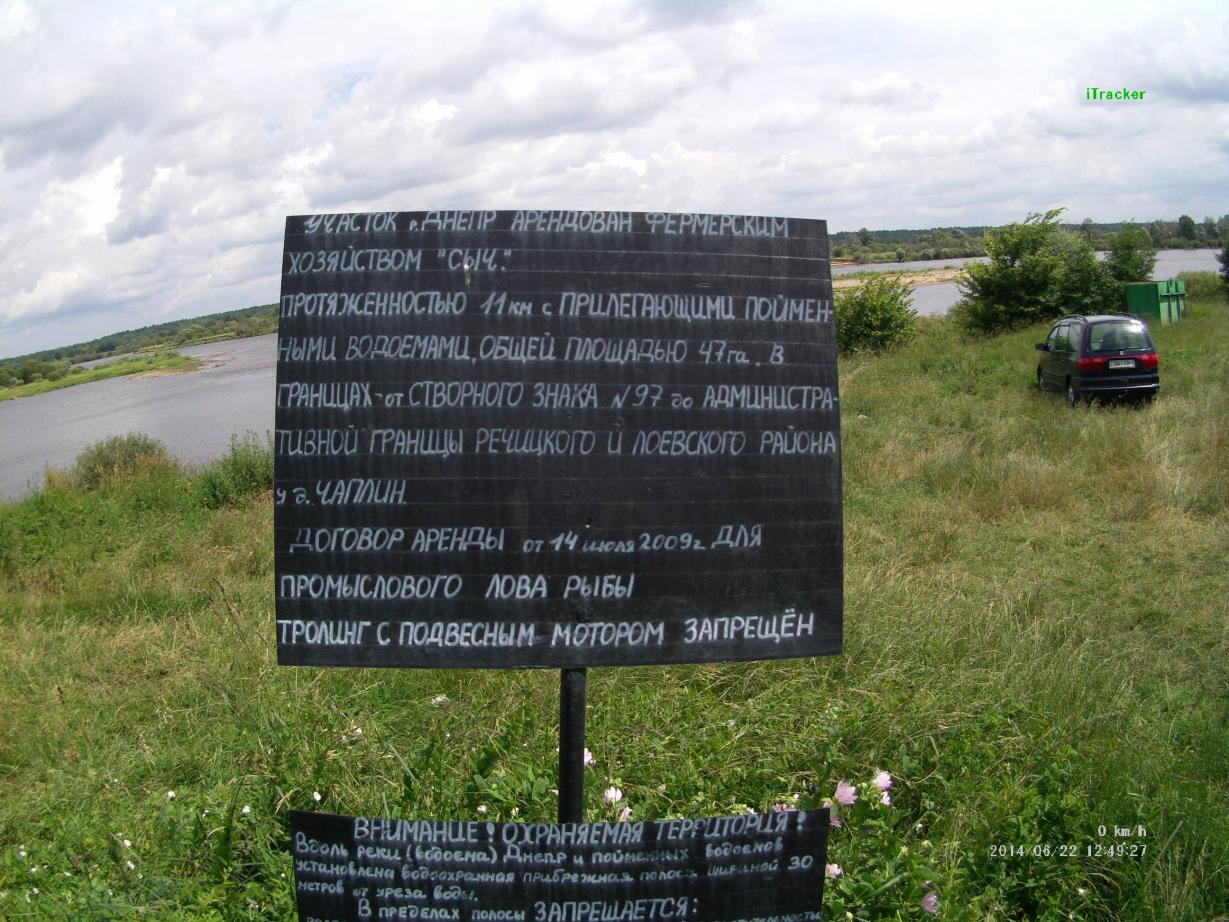 УЧАСТОК р.ДНЕПР АРЕНДОВАН ФЕРМЕРСКИМ
ХОЗЯЙСТВОМ "СЫЧ."
ПРОТЯЖЕННОСТЬЮ 11 км с ПРИЛЕГАЮЩИМИ ПОЙМЕН-
НЫМИ ВОДОЕМАМИ, ОБЩЕЙ ПЛОЩАДЬЮ 47га. В
ГРАНИЦАХ-от СТВОРНОГО ЗНАКА №97 до АДМИНИСТРА-
ТИВНОЙ ГРАНИЦЫ РЕЧИЦКОГО И ЛОЕВСКОГО РАЙОНА
у д. ЧАПЛИН.
ДОГОВОР АРЕНДЫ от 14 июля 2009г. ДЛЯ
ПРОМЫСЛОВОГО ЛОВА РЫБЫ
ТРОЛИНГ С ПОДВЕСНЫМ МОТОРОМ ЗАПРЕЩЁН
ВНИМАНИЕ! ОХРАНЯЕМАЯ ТЕРРИТОРИЯ!
Вдоль реки (водоема) Днепр и пойменных водоемов
установлена водоохранная прибрежная полоса шириной 30
метров от уреза воды.
В пределах полосы ЗАПРЕЩАЕТСЯ:
iTracker
0 km/h
2014/06/22 12:49:27